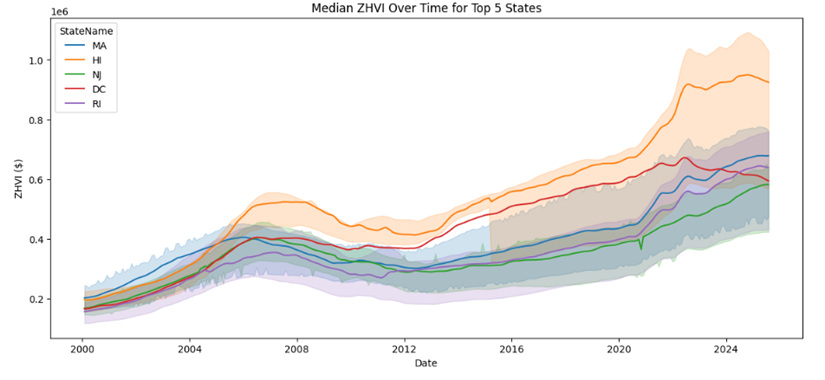 Median ZHVI Over Time for Top 5 States
1e6
StateName
MA
HI
NJ
DC
RI
1.0
0.8
0.6
0.4
0.2
ZHVI ($)
2000 2004 2008 2012 2016 2020 2024
Date